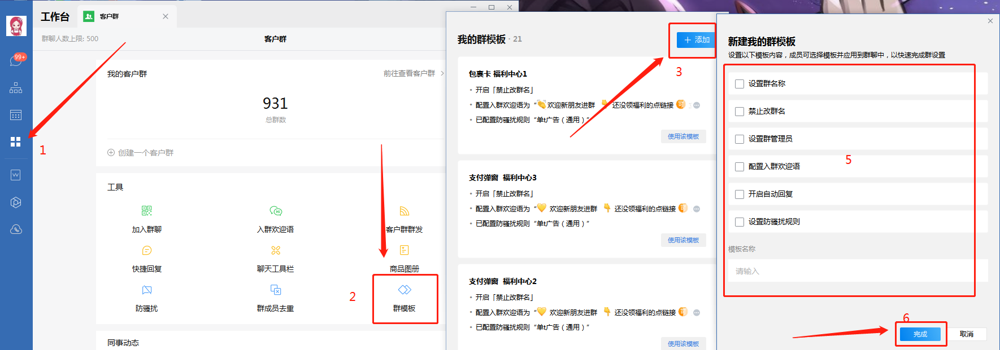 工作台
客户群
99+
群聊人数上限: 500
客户群
我的客户群
前往查看客户群
931
总群数
创建一个客户群
1
工具
加入群聊
入群欢迎语
客户群群发
快捷回复
聊天工具栏
商品图册
防骚扰
群成员去重
群模板
2
同事动态
我的群模板 · 21
+ 添加
3
包裹卡 福利中心1
• 开启「禁止改群名」
• 配置入群欢迎语为 “👏欢迎新朋友进群 👇 还没领福利的点链接 🉑
• 已配置防骚扰规则 “单t广告（通用）”
使用该模板
支付弹窗 福利中心3
• 开启「禁止改群名」
• 配置入群欢迎语为 “💛 欢迎新朋友进群 👇 还没领福利的点链接 🉑
• 已配置防骚扰规则 “单t广告（通用）”
使用该模板
支付弹窗 福利中心2
• 开启「禁止改群名」
• 配置入群欢迎语为 “💛 欢迎新朋友进群 👇 还没领福利的点链接 🉑
• 已配置防骚扰规则 “单t广告（通用）”
使用该模板
新建我的群模板
设置以下模板内容，成员可选择模板并应用到群聊中，以快速完成群设置
设置群名称
禁止改群名
设置群管理员
配置入群欢迎语
5
开启自动回复
设置防骚扰规则
模板名称
请输入
6
完成
取消